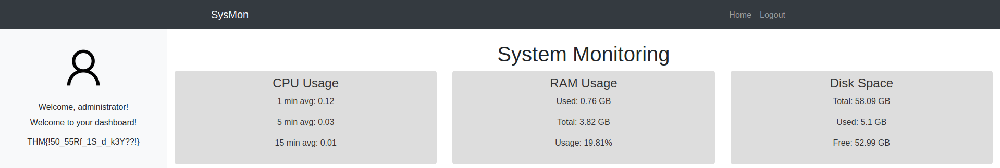 SysMon
Home Logout
Welcome, administrator!
Welcome to your dashboard!
THM{!50_55Rf_1S_d_k3Y??!}
System Monitoring
CPU Usage
1 min avg: 0.12
5 min avg: 0.03
15 min avg: 0.01
RAM Usage
Used: 0.76 GB
Total: 3.82 GB
Usage: 19.81%
Disk Space
Total: 58.09 GB
Used: 5.1 GB
Free: 52.99 GB